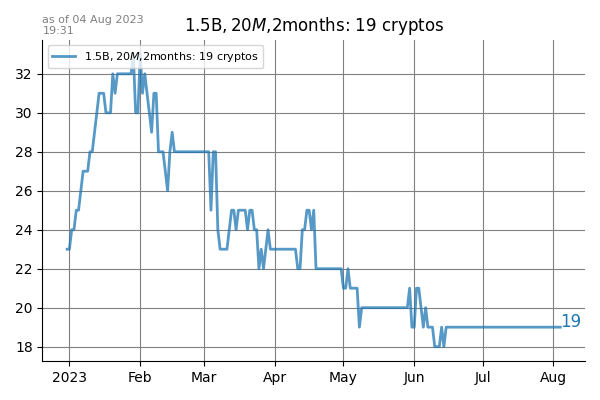 as of 04 Aug 2023
19:31
1.5B, 20M,2months: 19 cryptos
1.5B, 20M,2months: 19 cryptos
32
30
28
26
24
22
20
18
19
2023 Feb Mar Apr May Jun Jul Aug